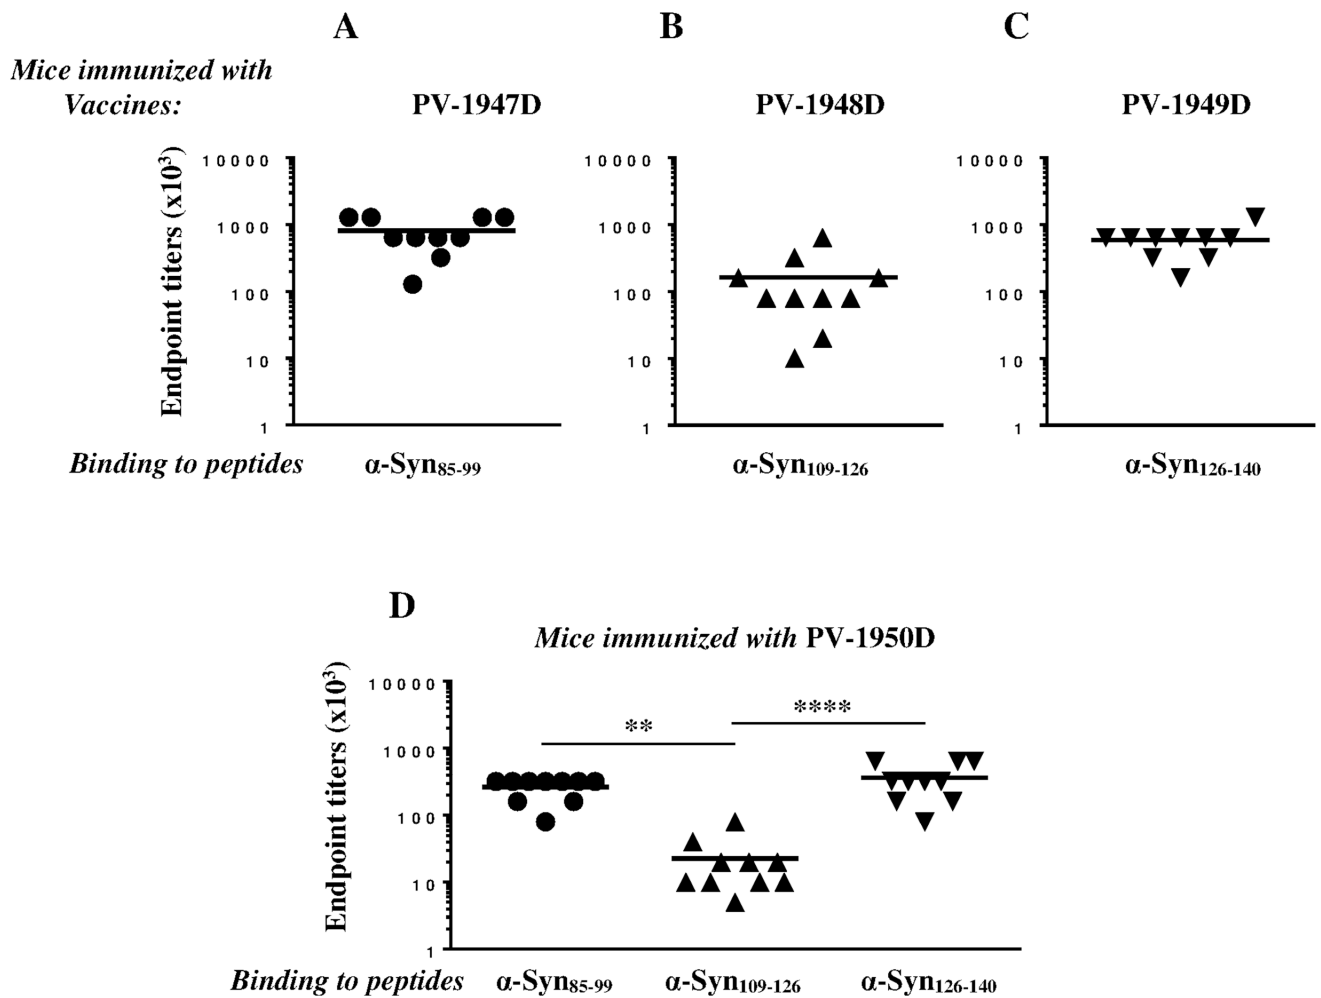 A B C
Mice immunized with
Vaccines: PV-1947D PV-1948D PV-1949D
Endpoint titers (x10³)
10000 10000 10000
1000 1000 1000
100 100 100
10 10 10
1 1 1
Binding to peptides α-Syn₈₅₋₉₉ α-Syn₁₀₉₋₁₂₆ α-Syn₁₂₆₋₁₄₀
D
Mice immunized with PV-1950D
Endpoint titers (x10³)
10000
**** 
**
1000
100
10
1
Binding to peptides α-Syn₈₅₋₉₉ α-Syn₁₀₉₋₁₂₆ α-Syn₁₂₆₋₁₄₀